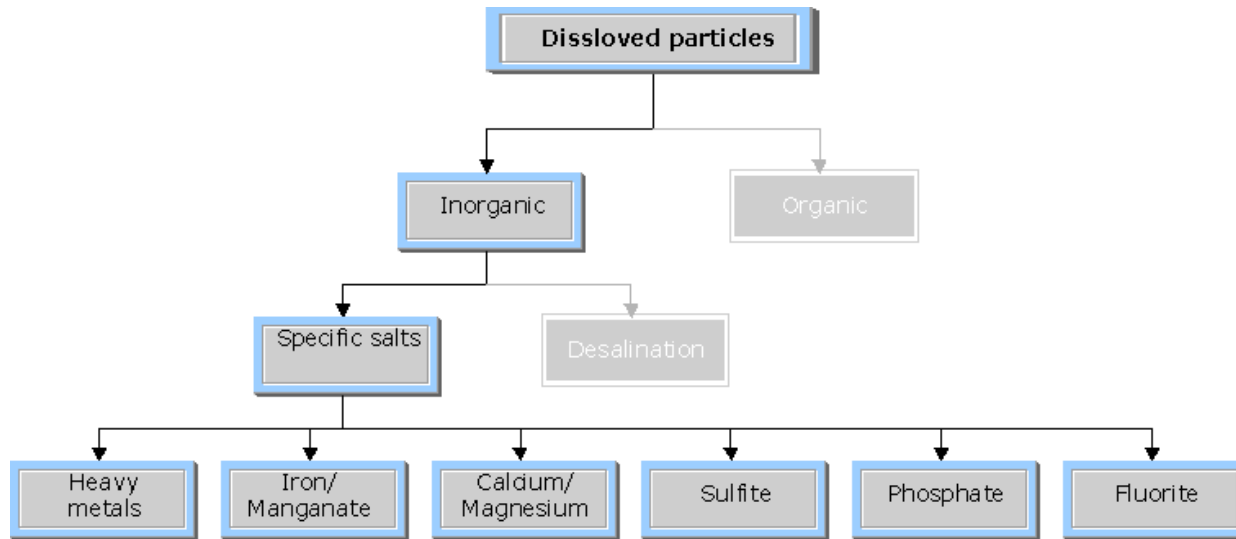 Dissloved particles
Inorganic
Organic
Specific salts
Desalination
Heavy
metals
Iron/
Manganate
Calcium/
Magnesium
Sulfite
Phosphate
Fluorite